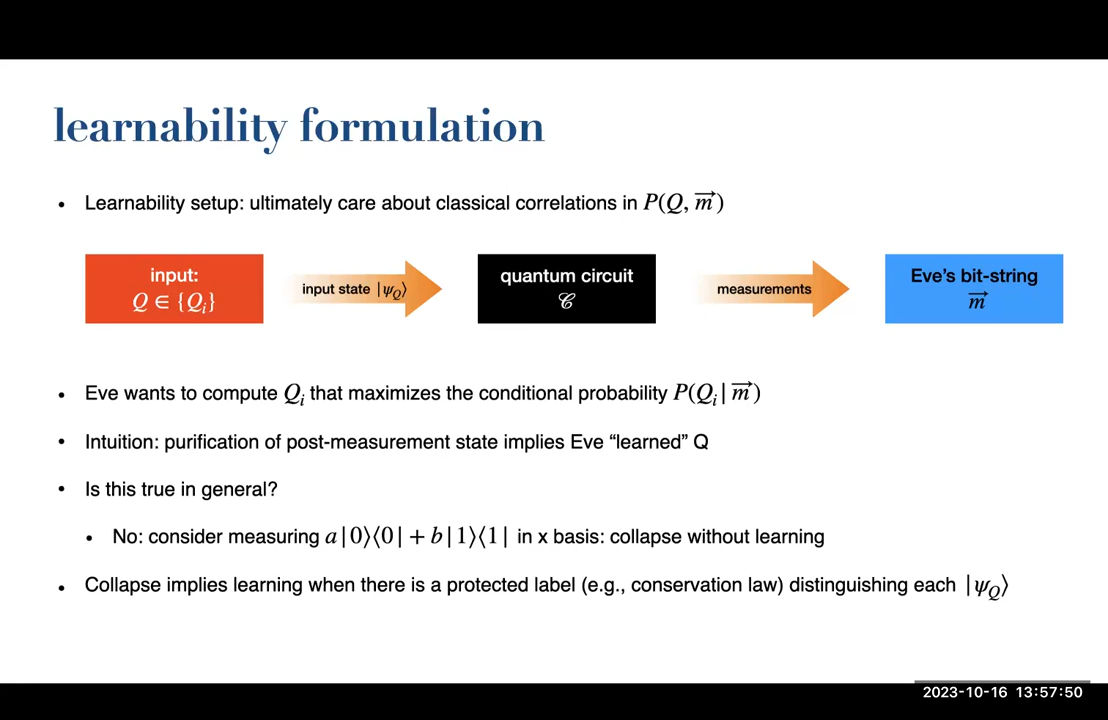 learnability formulation
• Learnability setup: ultimately care about classical correlations in P(Q, m⃗)
input:
Q ∈ {Qᵢ}
input state |ψ_Q⟩
quantum circuit
𝒞
measurements
Eve's bit-string
m⃗
• Eve wants to compute Qᵢ that maximizes the conditional probability P(Qᵢ | m⃗)
• Intuition: purification of post-measurement state implies Eve “learned” Q
• Is this true in general?
• No: consider measuring a|0⟩⟨0| + b|1⟩⟨1| in x basis: collapse without learning
• Collapse implies learning when there is a protected label (e.g., conservation law) distinguishing each |ψ_Q⟩
2023-10-16 13:57:50